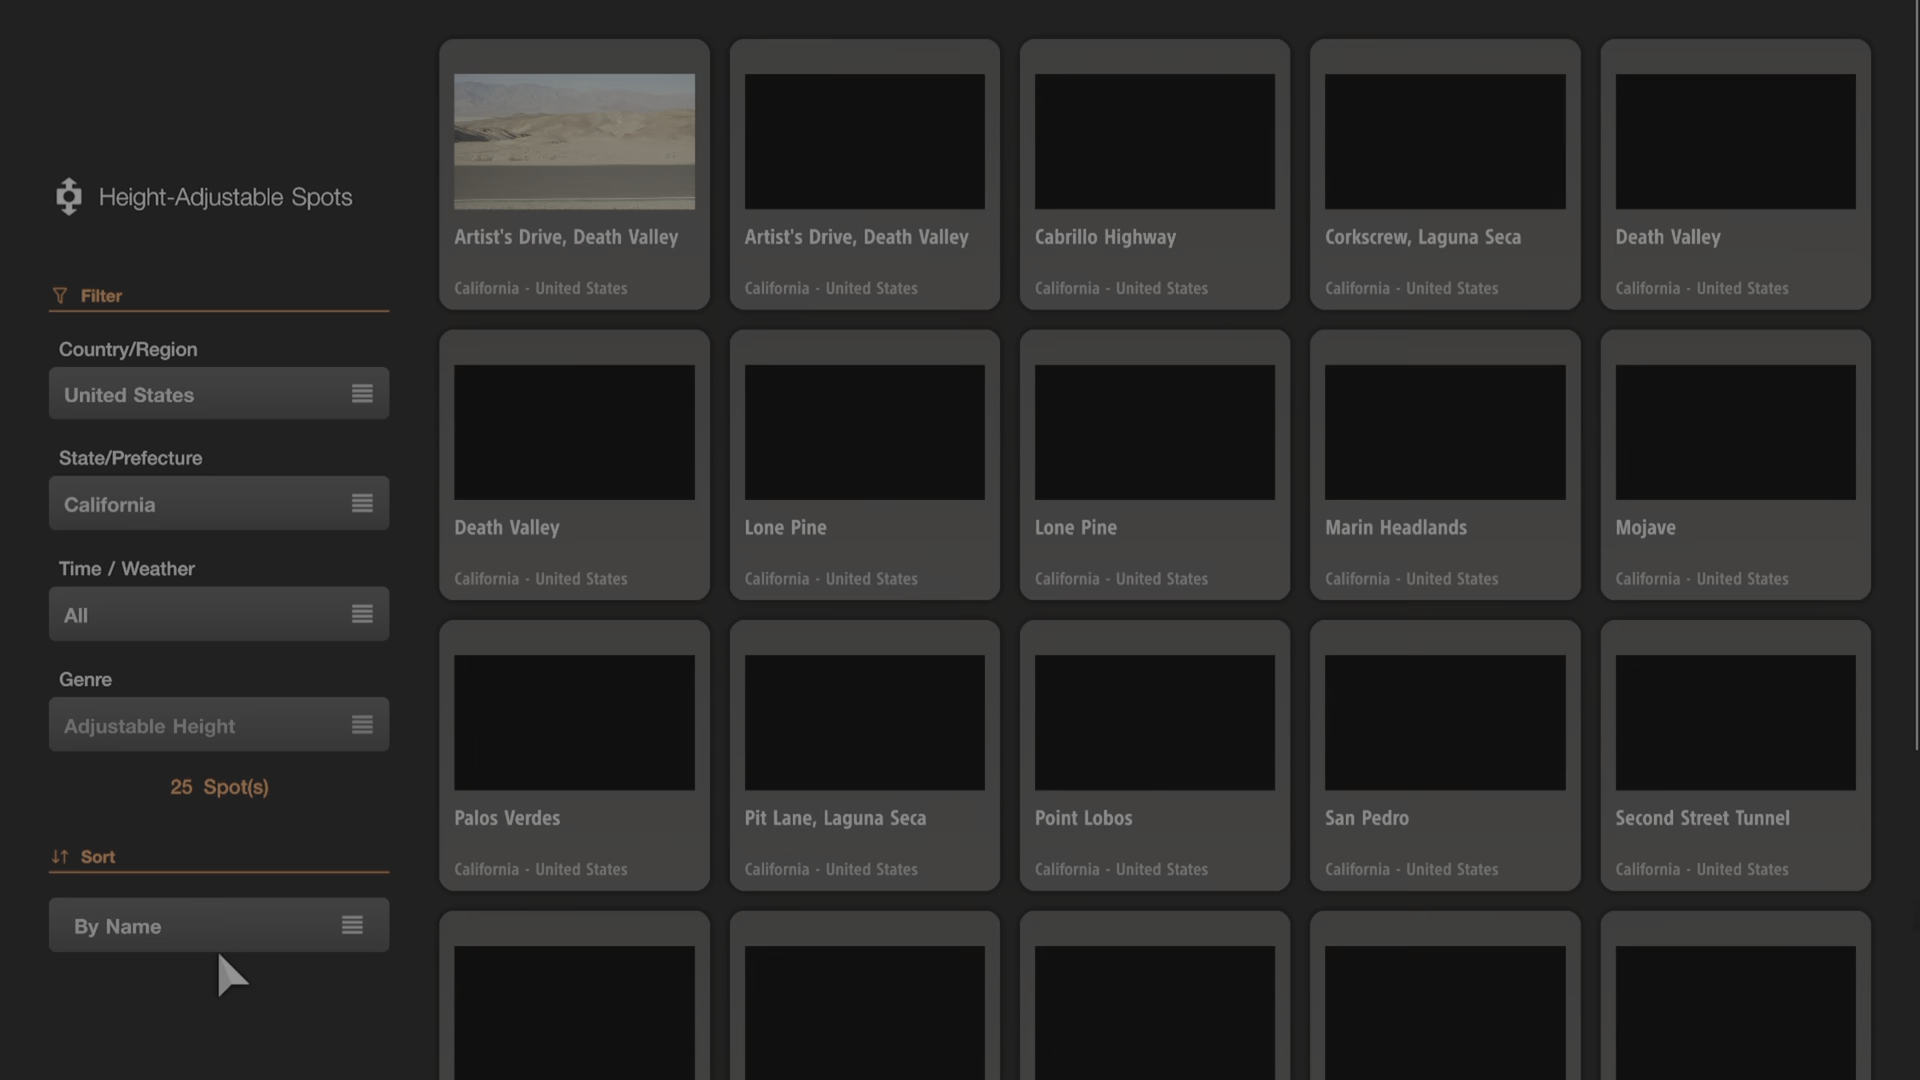 Height-Adjustable Spots
Filter
Country/Region
United States
State/Prefecture
California
Time / Weather
All
Genre
Adjustable Height
25 Spot(s)
Sort
By Name
Artist's Drive, Death Valley
California - United States
Artist's Drive, Death Valley
California - United States
Cabrillo Highway
California - United States
Corkscrew, Laguna Seca
California - United States
Death Valley
California - United States
Death Valley
California - United States
Lone Pine
California - United States
Lone Pine
California - United States
Marin Headlands
California - United States
Mojave
California - United States
Palos Verdes
California - United States
Pit Lane, Laguna Seca
California - United States
Point Lobos
California - United States
San Pedro
California - United States
Second Street Tunnel
California - United States